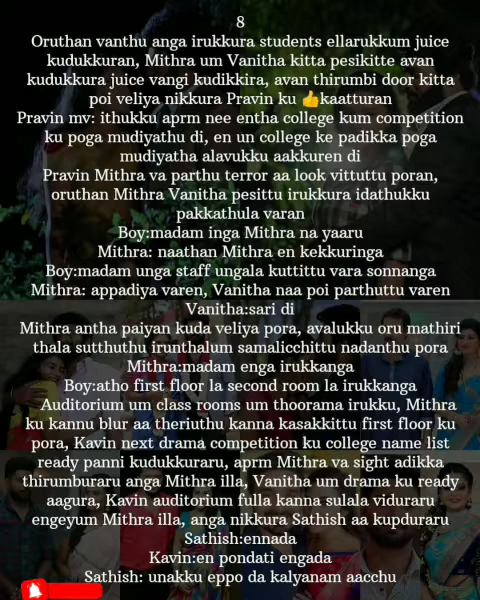 8
Oruthan vanthu anga irukkura students ellarukkum juice
kudukkuran, Mithra um Vanitha kitta pesikitte avan
kudukkura juice vangi kudikkira, avan thirumbi door kitta
poi veliya nikkura Pravin ku 👍kaatturan
Pravin mv: ithukku aprm nee entha college kum competition
ku poga mudiyathu di, en un college ke padikka poga
mudiyatha alavukku aakkuren di
Pravin Mithra va parthu terror aa look vittuttu poran,
oruthan Mithra Vanitha pesittu irukkura idathukku
pakkathula varan
Boy:madam inga Mithra na yaaru
Mithra: naathan Mithra en kekkuringa
Boy:madam unga staff ungala kuttittu vara sonnanga
Mithra: appadiya varen, Vanitha naa poi parthuttu varen
Vanitha:sari di
Mithra antha paiyan kuda veliya pora, avalukku oru mathiri
thala sutthuthu irunthalum samalicchittu nadanthu pora
Mithra:madam enga irukkanga
Boy:atho first floor la second room la irukkanga
Auditorium um class rooms um thoorama irukku, Mithra
ku kannu blur aa theriuthu kanna kasakkittu first floor ku
pora, Kavin next drama competition ku college name list
ready panni kudukkuraru, aprm Mithra va sight adikka
thirumburaru anga Mithra illa, Vanitha um drama ku ready
aagura, Kavin auditorium fulla kanna sulala viduraru
engeyum Mithra illa, anga nikkura Sathish aa kupduraru
Sathish:ennada
Kavin:en pondati engada
Sathish: unakku eppo da kalyanam aacchu